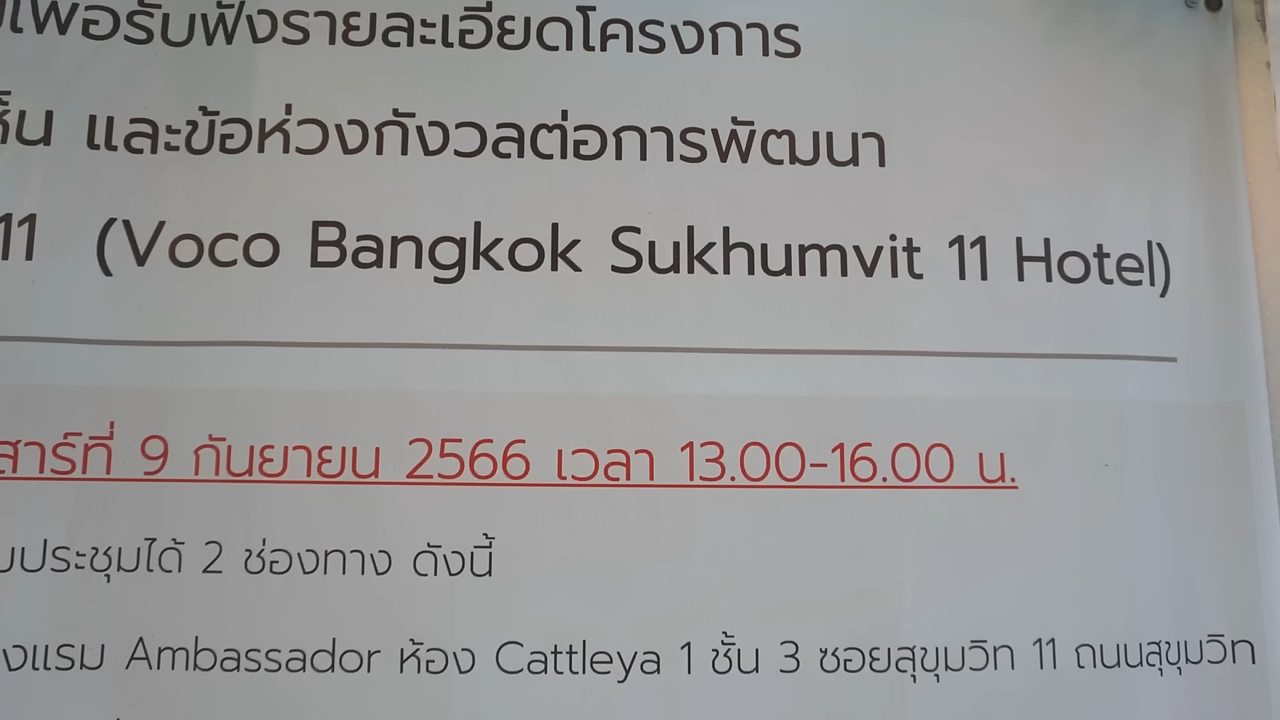 เพื่อรับฟังรายละเอียดโครงการ
และข้อห่วงกังวลต่อการพัฒนา
11 (Voco Bangkok Sukhumvit 11 Hotel)
สาร์ที่ 9 กันยายน 2566 เวลา 13.00-16.00 น.
มประชุมได้ 2 ช่องทาง ดังนี้
งแรม Ambassador ห้อง Cattleya 1 ชั้น 3 ซอยสุขุมวิท 11 ถนนสุขุมวิท